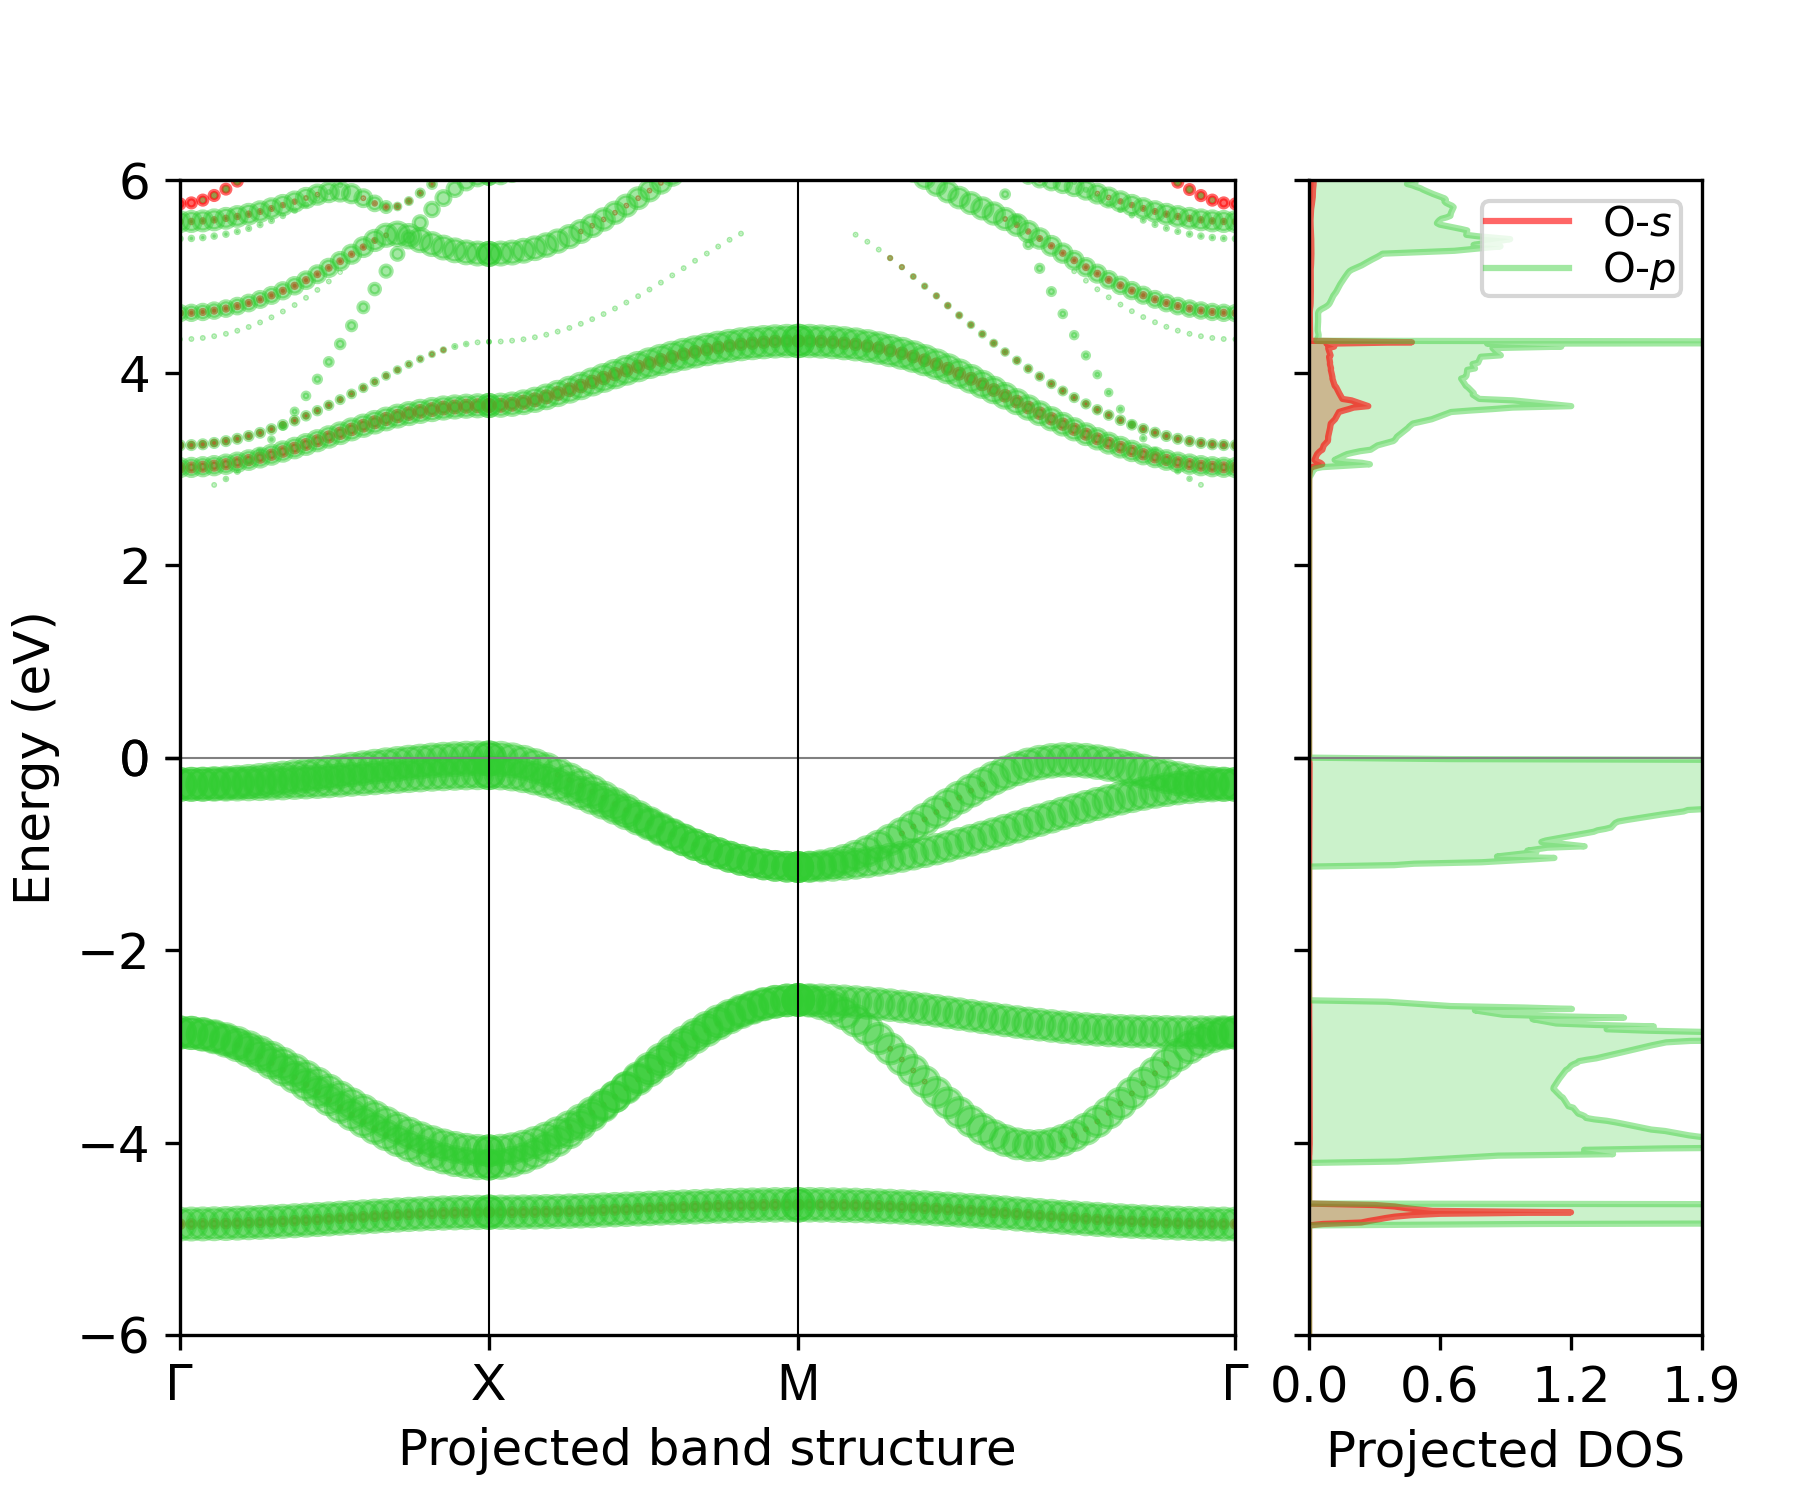 6
4
2
0
−2
−4
−6
Energy (eV)
Γ
X
M
Γ
Projected band structure
O-s
O-p
0.0
0.6
1.2
1.9
Projected DOS